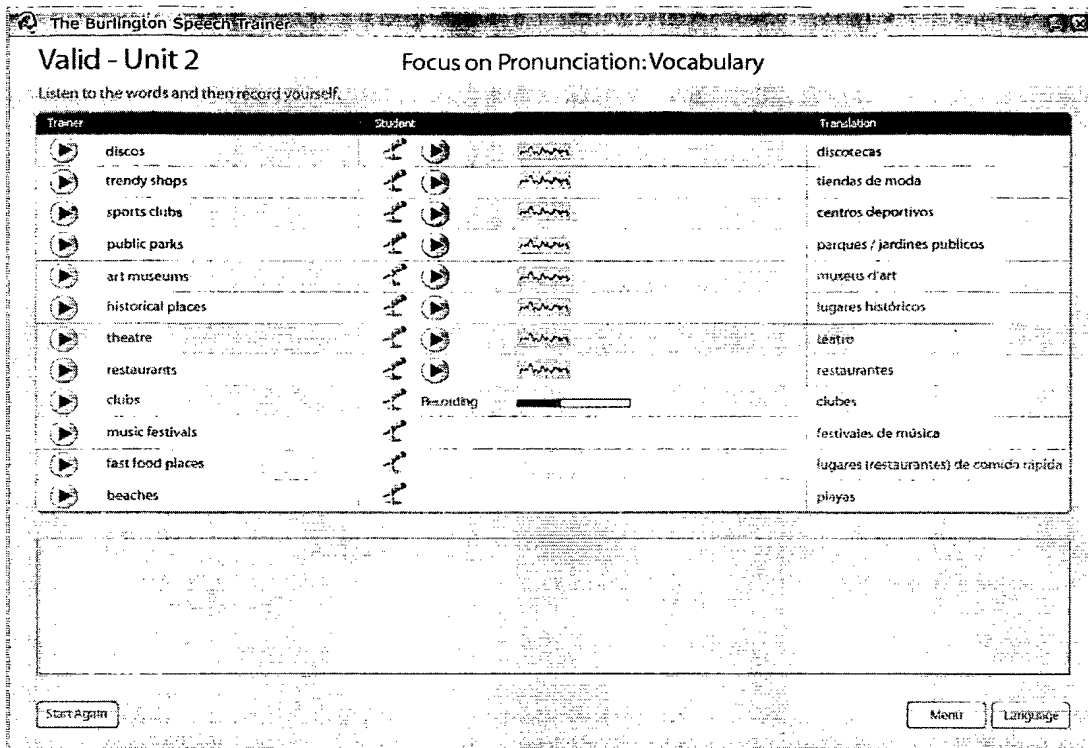 The Burlington Speech Trainer
Valid - Unit 2 Focus on Pronunciation: Vocabulary
Listen to the words and then record yourself.
Trainer Student Translation
discos discotecas
trendy shops tiendas de moda
sports clubs centros deportivos
public parks parques / jardines publicos
art museums museus d'art
historical places lugares históricos
theatre teatro
restaurants restaurantes
clubs Recording clubes
music festivals festivales de música
fast food places lugares (restaurantes) de comida rápida
beaches playas
Start Again Menu Language